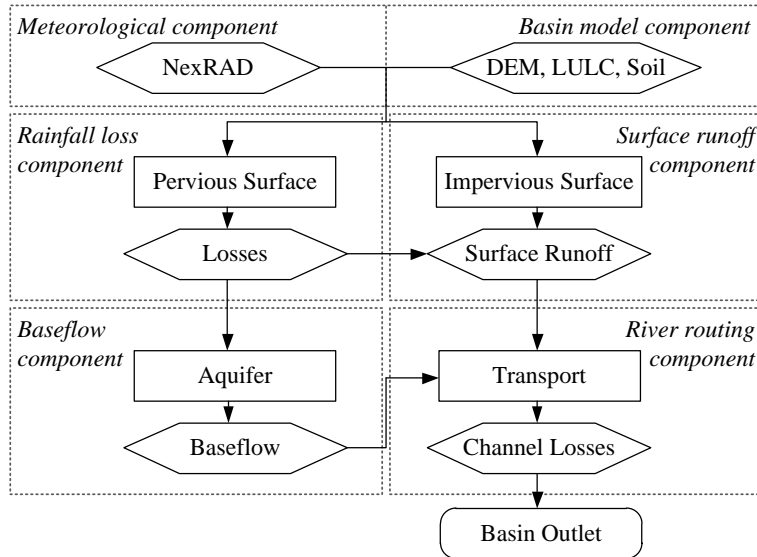 Meteorological component
Basin model component
NexRAD
DEM, LULC, Soil
Rainfall loss
component
Surface runoff
component
Pervious Surface
Impervious Surface
Losses
Surface Runoff
Baseflow
component
River routing
component
Aquifer
Transport
Baseflow
Channel Losses
Basin Outlet